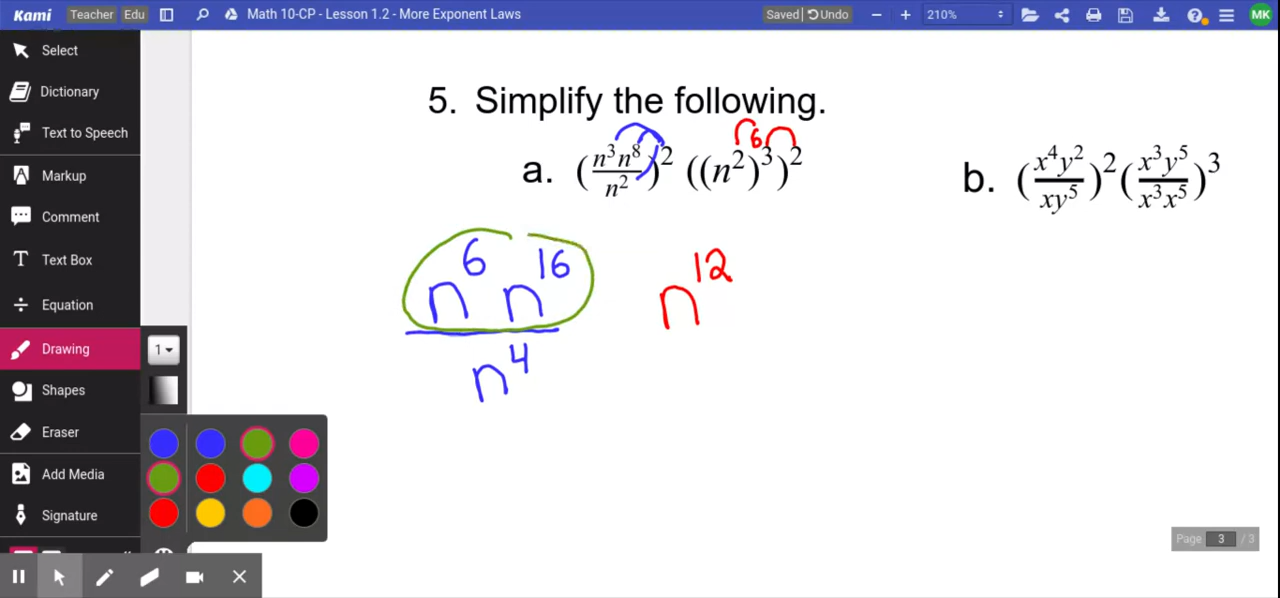 Kami Teacher Edu Math 10-CP - Lesson 1.2 - More Exponent Laws Saved Undo 210% MK
Select
Dictionary
Text to Speech
Markup
Comment
Text Box
Equation
Drawing 1
Shapes
Eraser
Add Media
Signature
5. Simplify the following.
a. (n³n⁸/n²)² ((n²)³)²
6
b. (x⁴y²/xy⁵)² (x³y⁵/x³x⁵)³
n⁶ n¹⁶ n¹²
n⁴
Page 3 / 3